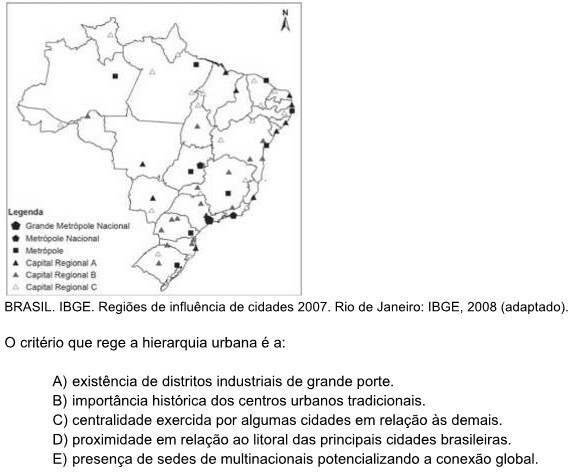 N
Legenda
Grande Metrópole Nacional
Metrópole Nacional
Metrópole
Capital Regional A
Capital Regional B
Capital Regional C
BRASIL. IBGE. Regiões de influência de cidades 2007. Rio de Janeiro: IBGE, 2008 (adaptado).
O critério que rege a hierarquia urbana é a:
A) existência de distritos industriais de grande porte.
B) importância histórica dos centros urbanos tradicionais.
C) centralidade exercida por algumas cidades em relação às demais.
D) proximidade em relação ao litoral das principais cidades brasileiras.
E) presença de sedes de multinacionais potencializando a conexão global.